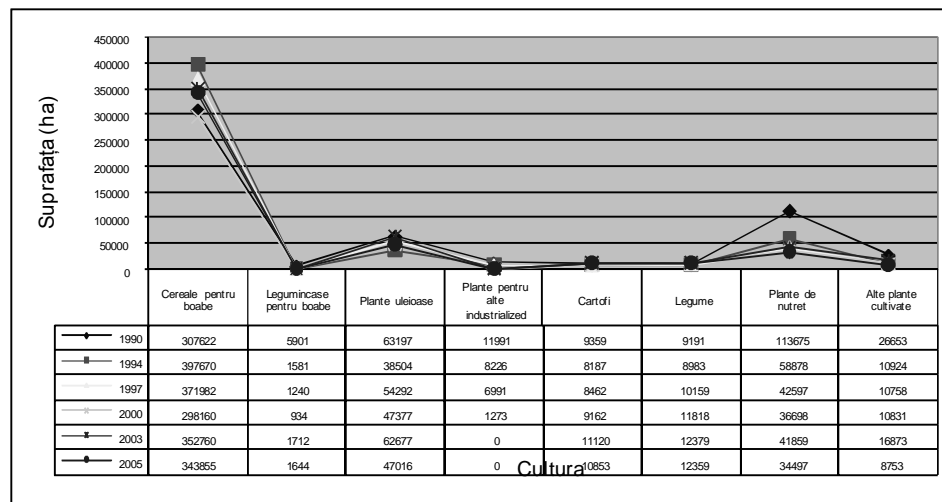 450000
400000
350000
300000
250000
200000
150000
100000
50000
0
Suprafața (ha)
Cereale pentru boabe
Legumincase pentru boabe
Plante uleioase
Plante pentru alte industrialized
Cartofi
Legume
Plante de nutret
Alte plante cultivate
1990 307622 5901 63197 11991 9359 9191 113675 26653
1994 397670 1581 38504 8226 8187 8983 58878 10924
1997 371982 1240 54292 6991 8462 10159 42597 10758
2000 298160 934 47377 1273 9162 11818 36698 10831
2003 352760 1712 62677 0 11120 12379 41859 16873
2005 343855 1644 47016 0 10853 12359 34497 8753
Cultura